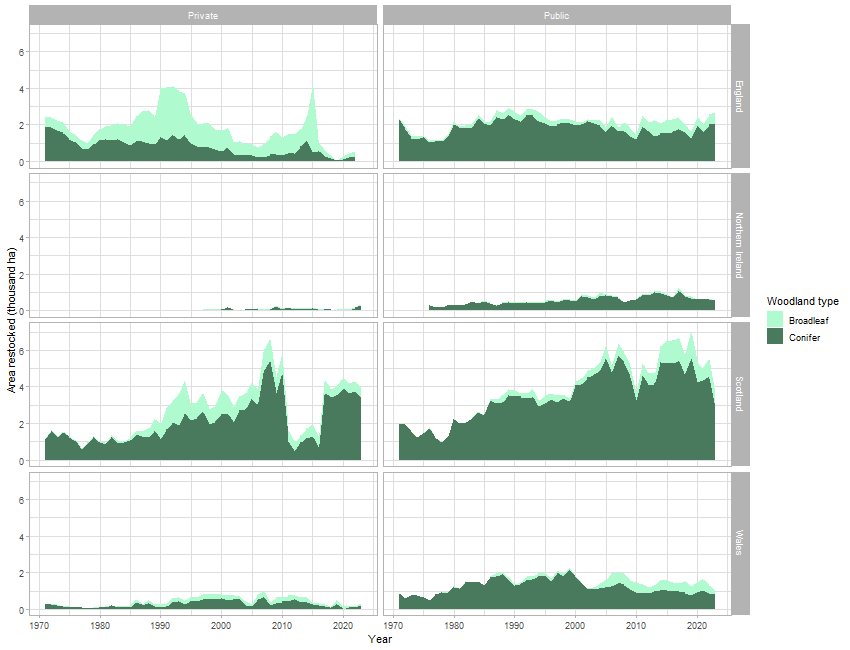 Private
Public
6
4
2
0
England
6
4
2
0
Northern Ireland
6
4
2
0
Scotland
6
4
2
0
Wales
1970
1980
1990
2000
2010
2020
1970
1980
1990
2000
2010
2020
Year
Area restocked (thousand ha)
Woodland type
Broadleaf
Conifer